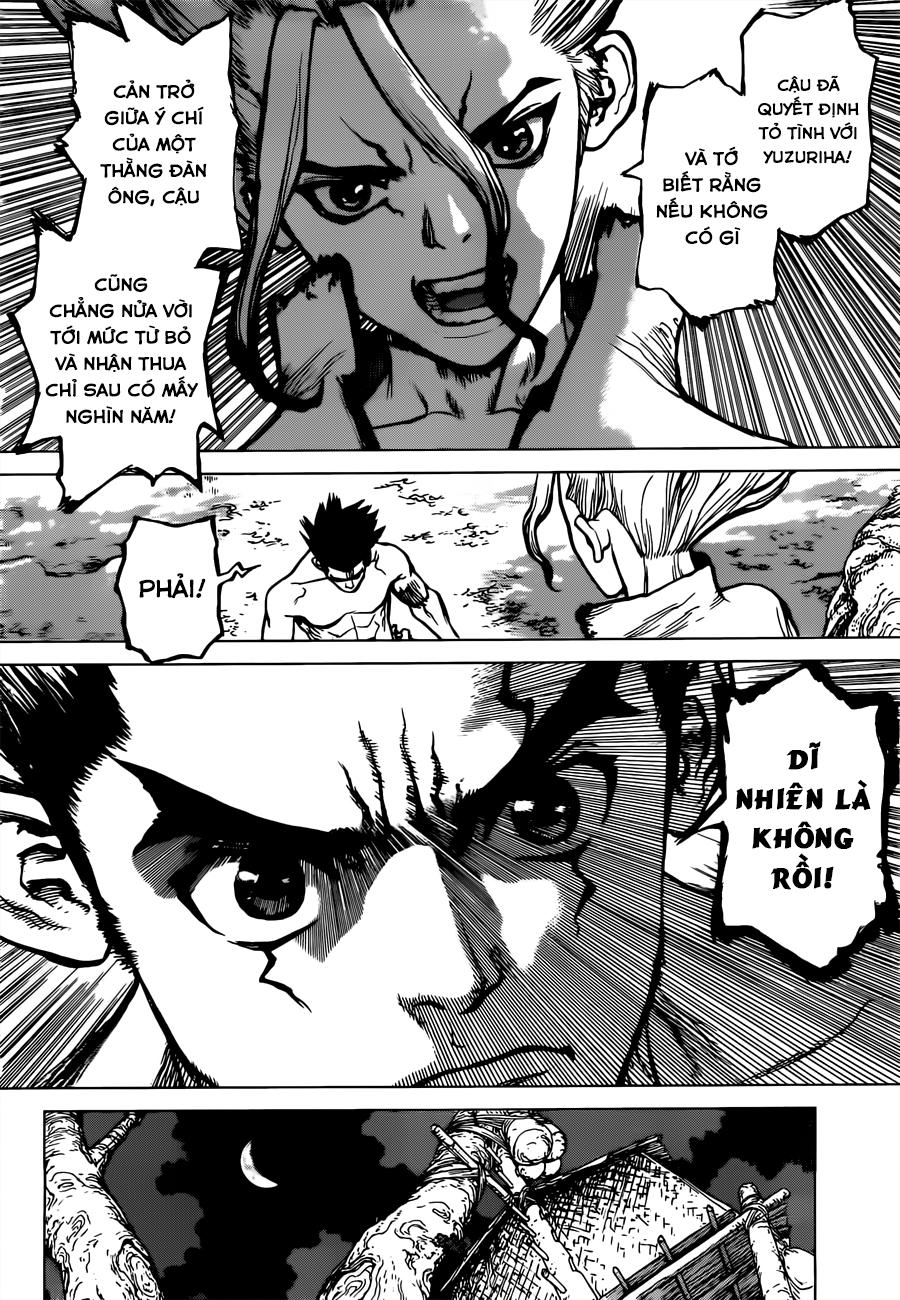 CẬU ĐÃ
QUYẾT ĐỊNH
TỎ TÌNH VỚI
YUZURIHA!
VÀ TỚ
BIẾT RẰNG
NẾU KHÔNG
CÓ GÌ
CẢN TRỞ
GIỮA Ý CHÍ
CỦA MỘT
THẰNG ĐÀN
ÔNG, CẬU
CŨNG
CHẲNG NỬA VỜI
TỚI MỨC TỪ BỎ
VÀ NHẬN THUA
CHỈ SAU CÓ MẤY
NGHÌN NĂM!
PHẢI!
DĨ
NHIÊN LÀ
KHÔNG
RỒI!